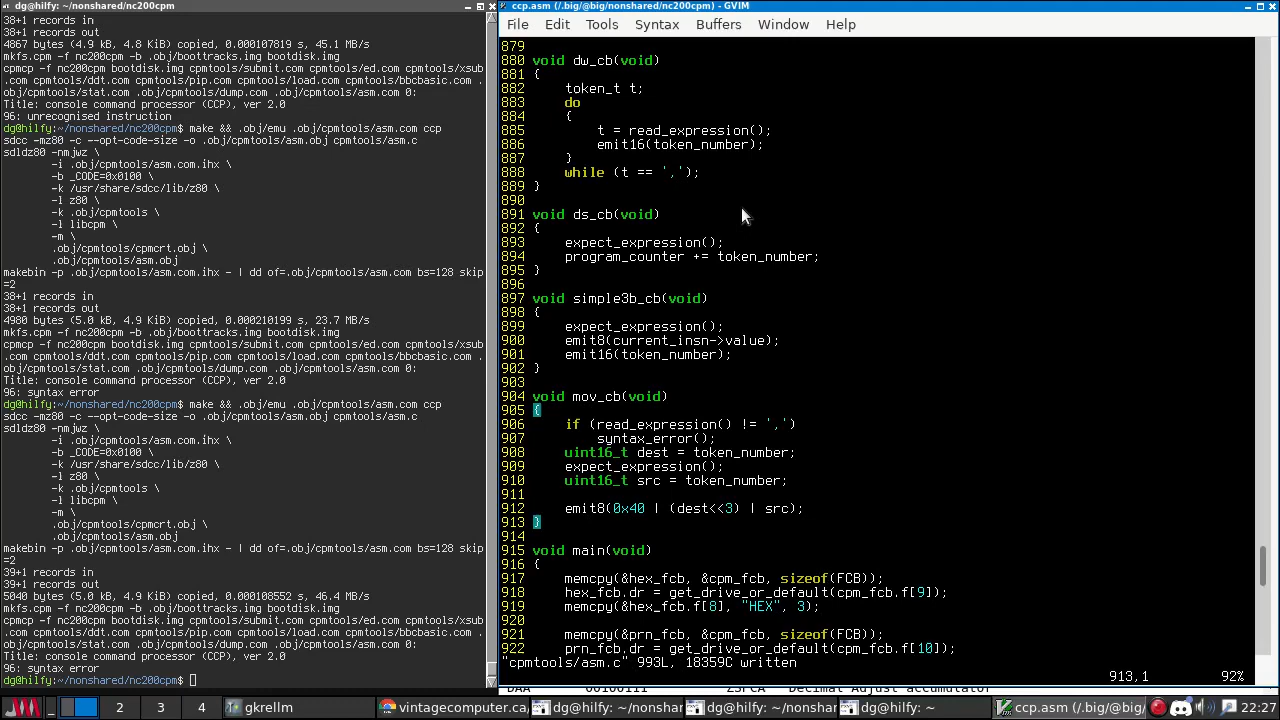 dg@hilfy: ~/nonshared/nc200cpm
38+1 records in
38+1 records out
4867 bytes (4.9 kB, 4.8 KiB) copied, 0.000107819 s, 45.1 MB/s
mkfs.cpm -f nc200cpm -b .obj/boottracks.img bootdisk.img
cpmcp -f nc200cpm bootdisk.img cpmtools/submit.com cpmtools/ed.com cpmtools/xsub
.com cpmtools/ddt.com cpmtools/pip.com cpmtools/load.com cpmtools/bbcbasic.com .
obj/cpmtools/stat.com .obj/cpmtools/dump.com .obj/cpmtools/asm.com 0:
Title: console command processor (CCP), ver 2.0
96: unrecognised instruction
dg@hilfy:~/nonshared/nc200cpm$ make && .obj/emu .obj/cpmtools/asm.com ccp
sdcc -mz80 -c --opt-code-size -o .obj/cpmtools/asm.obj cpmtools/asm.c
sdldz80 -nmjwz \
-i .obj/cpmtools/asm.com.ihx \
-b _CODE=0x0100 \
-k /usr/share/sdcc/lib/z80 \
-l z80 \
-k .obj/cpmtools \
-l libcpm \
-m \
.obj/cpmtools/cpmcrt.obj \
.obj/cpmtools/asm.obj
makebin -p .obj/cpmtools/asm.com.ihx - | dd of=.obj/cpmtools/asm.com bs=128 skip
=2
38+1 records in
38+1 records out
4980 bytes (5.0 kB, 4.9 KiB) copied, 0.000210199 s, 23.7 MB/s
mkfs.cpm -f nc200cpm -b .obj/boottracks.img bootdisk.img
cpmcp -f nc200cpm bootdisk.img cpmtools/submit.com cpmtools/ed.com cpmtools/xsub
.com cpmtools/ddt.com cpmtools/pip.com cpmtools/load.com cpmtools/bbcbasic.com .
obj/cpmtools/stat.com .obj/cpmtools/dump.com .obj/cpmtools/asm.com 0:
Title: console command processor (CCP), ver 2.0
96: syntax error
dg@hilfy:~/nonshared/nc200cpm$ make && .obj/emu .obj/cpmtools/asm.com ccp
sdcc -mz80 -c --opt-code-size -o .obj/cpmtools/asm.obj cpmtools/asm.c
sdldz80 -nmjwz \
-i .obj/cpmtools/asm.com.ihx \
-b _CODE=0x0100 \
-k /usr/share/sdcc/lib/z80 \
-l z80 \
-k .obj/cpmtools \
-l libcpm \
-m \
.obj/cpmtools/cpmcrt.obj \
.obj/cpmtools/asm.obj
makebin -p .obj/cpmtools/asm.com.ihx - | dd of=.obj/cpmtools/asm.com bs=128 skip
=2
39+1 records in
39+1 records out
5040 bytes (5.0 kB, 4.9 KiB) copied, 0.000108552 s, 46.4 MB/s
mkfs.cpm -f nc200cpm -b .obj/boottracks.img bootdisk.img
cpmcp -f nc200cpm bootdisk.img cpmtools/submit.com cpmtools/ed.com cpmtools/xsub
.com cpmtools/ddt.com cpmtools/pip.com cpmtools/load.com cpmtools/bbcbasic.com .
obj/cpmtools/stat.com .obj/cpmtools/dump.com .obj/cpmtools/asm.com 0:
Title: console command processor (CCP), ver 2.0
96: syntax error
dg@hilfy:~/nonshared/nc200cpm$
ccp.asm (/.big/@/big/nonshared/nc200cpm) - GVIM
File Edit Tools Syntax Buffers Window Help
879
880 void dw_cb(void)
881 {
882 token_t t;
883 do
884 {
885 t = read_expression();
886 emit16(token_number);
887 }
888 while (t == ',');
889 }
890
891 void ds_cb(void)
892 {
893 expect_expression();
894 program_counter += token_number;
895 }
896
897 void simple3b_cb(void)
898 {
899 expect_expression();
900 emit8(current_insn->value);
901 emit16(token_number);
902 }
903
904 void mov_cb(void)
905 {
906 if (read_expression() != ',')
907 syntax_error();
908 uint16_t dest = token_number;
909 expect_expression();
910 uint16_t src = token_number;
911
912 emit8(0x40 | (dest<<3) | src);
913 }
914
915 void main(void)
916 {
917 memcpy(&hex_fcb, &cpm_fcb, sizeof(FCB));
918 hex_fcb.dr = get_drive_or_default(cpm_fcb.f[9]);
919 memcpy(&hex_fcb.f[8], "HEX", 3);
920
921 memcpy(&prn_fcb, &cpm_fcb, sizeof(FCB));
922 prn_fcb.dr = get_drive_or_default(cpm_fcb.f[10]);
"cpmtools/asm.c" 993L, 18359C written
913,1 92%
DAA 00100111 ZSPCA Decimal Adjust accumulator
2 3 4 gkrellm vintagecomputer.ca/ dg@hilfy: ~/nonshar dg@hilfy: ~/nonshar dg@hilfy: ~ ccp.asm (/.big/@/big/ 22:27